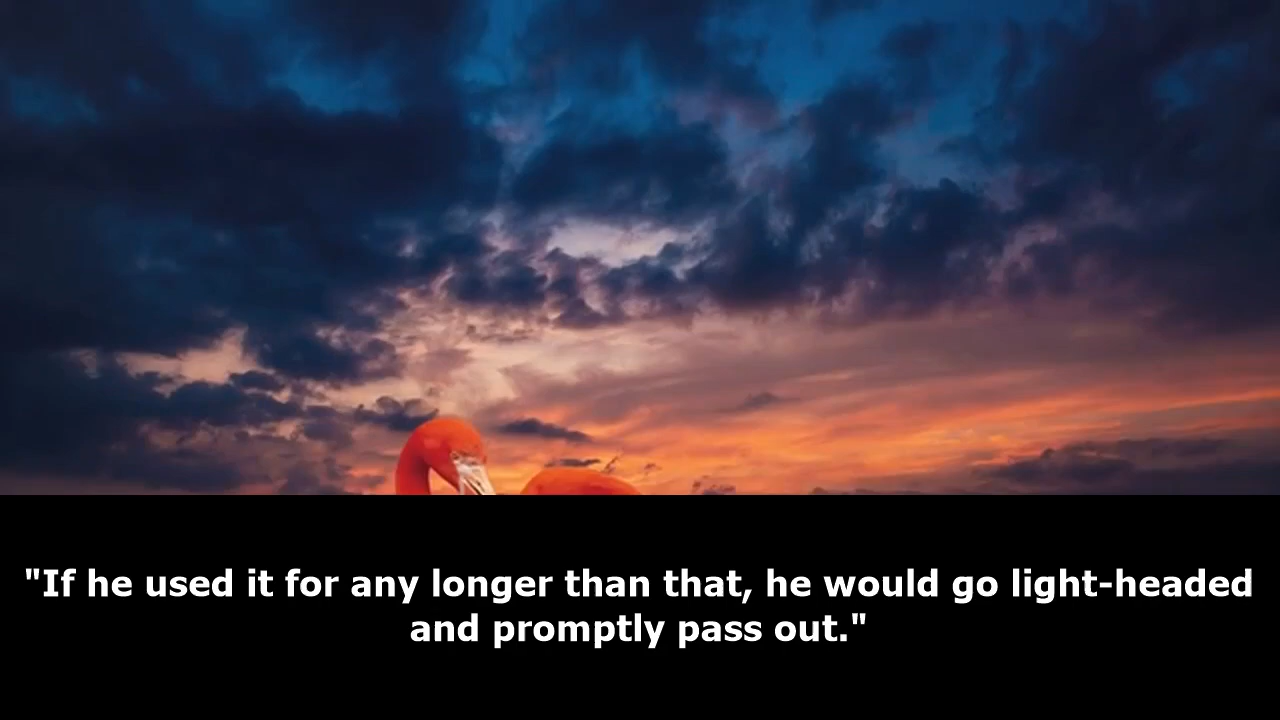 "If he used it for any longer than that, he would go light-headed
and promptly pass out."